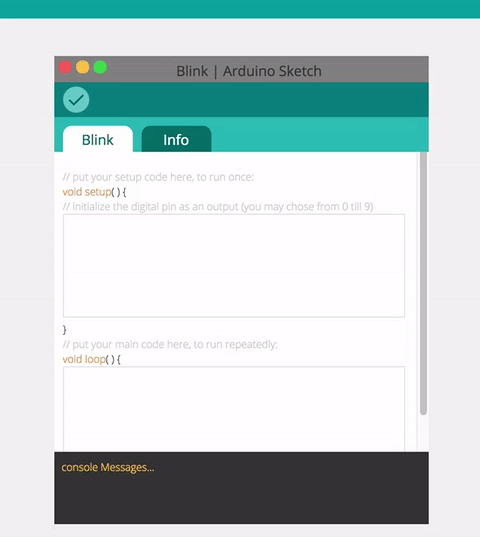 Blink | Arduino Sketch
Blink
Info
// put your setup code here, to run once:
void setup( ) {
// initialize the digital pin as an output (you may chose from 0 till 9)
}
// put your main code here, to run repeatedly:
void loop( ) {
console Messages...